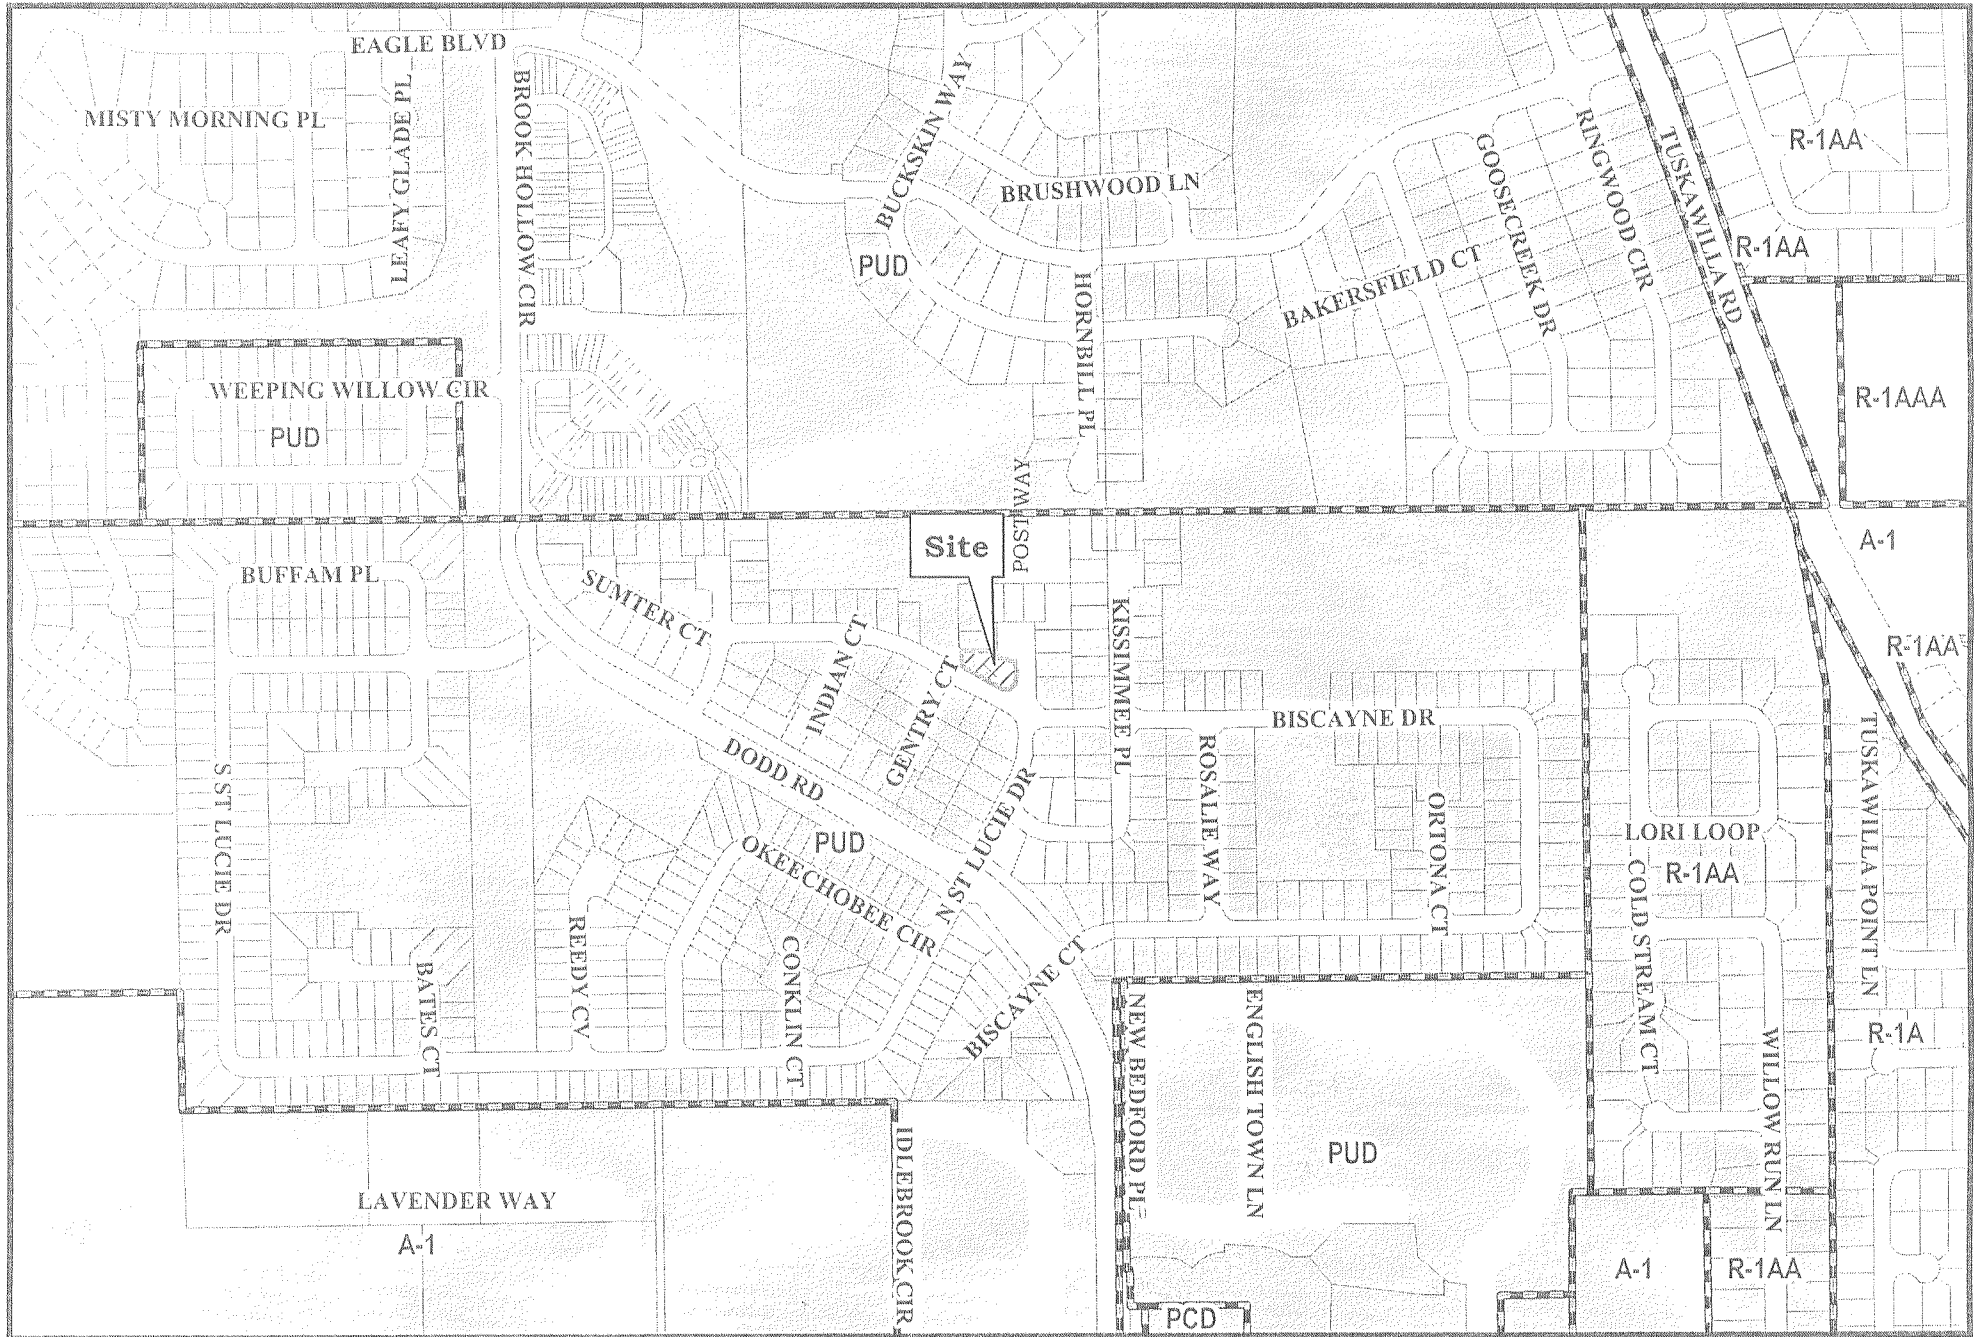 EAGLE BLVD
MISTY MORNING PL
LEAFY GLADE PL
BROOK HOLLOW CIR
BUCKSKIN WAY
BRUSHWOOD LN
GOOSECREEK DR
RINGWOOD CIR
TUSKAWILLA RD
R-1AA
R-1AA
PUD
HORNBILL PL
BAKERSFIELD CT
WEEPING WILLOW CIR
PUD
R-1AAA
POST WAY
Site
A-1
BUFFAM PL
SUMTER CT
INDIAN CT
GENTRY CT
KISSIMMEE PL
R-1AA
BISCAYNE DR
DODD RD
S ST LUCIE DR
N ST LUCIE DR
ROSALIE WAY
ORTONA CT
TUSKAWILLA POINT LN
LORI LOOP
R-1AA
PUD
OKEECHOBEE CIR
COLD STREAM CT
REEDY CV
CONKLIN CT
BATES CT
BISCAYNE CT
NEW BEDFORD PL
ENGLISH TOWN LN
R-1A
WILLOW RUN LN
PUD
IDLEBROOK CIR
LAVENDER WAY
A-1
A-1
R-1AA
PCD